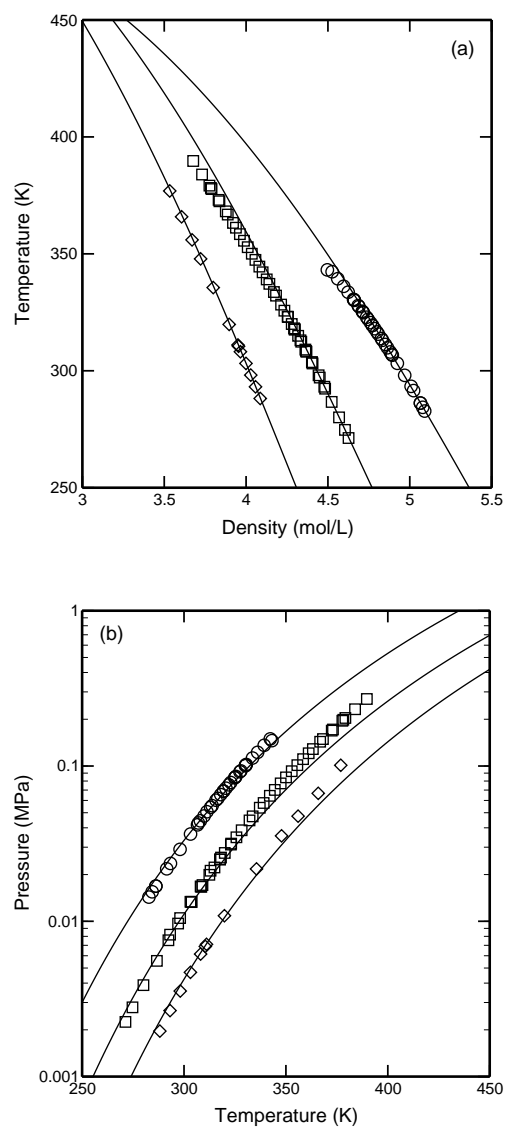 (a)
450
400
350
300
250
Temperature (K)
3 3.5 4 4.5 5 5.5
Density (mol/L)
(b)
1
0.1
0.01
0.001
Pressure (MPa)
250 300 350 400 450
Temperature (K)